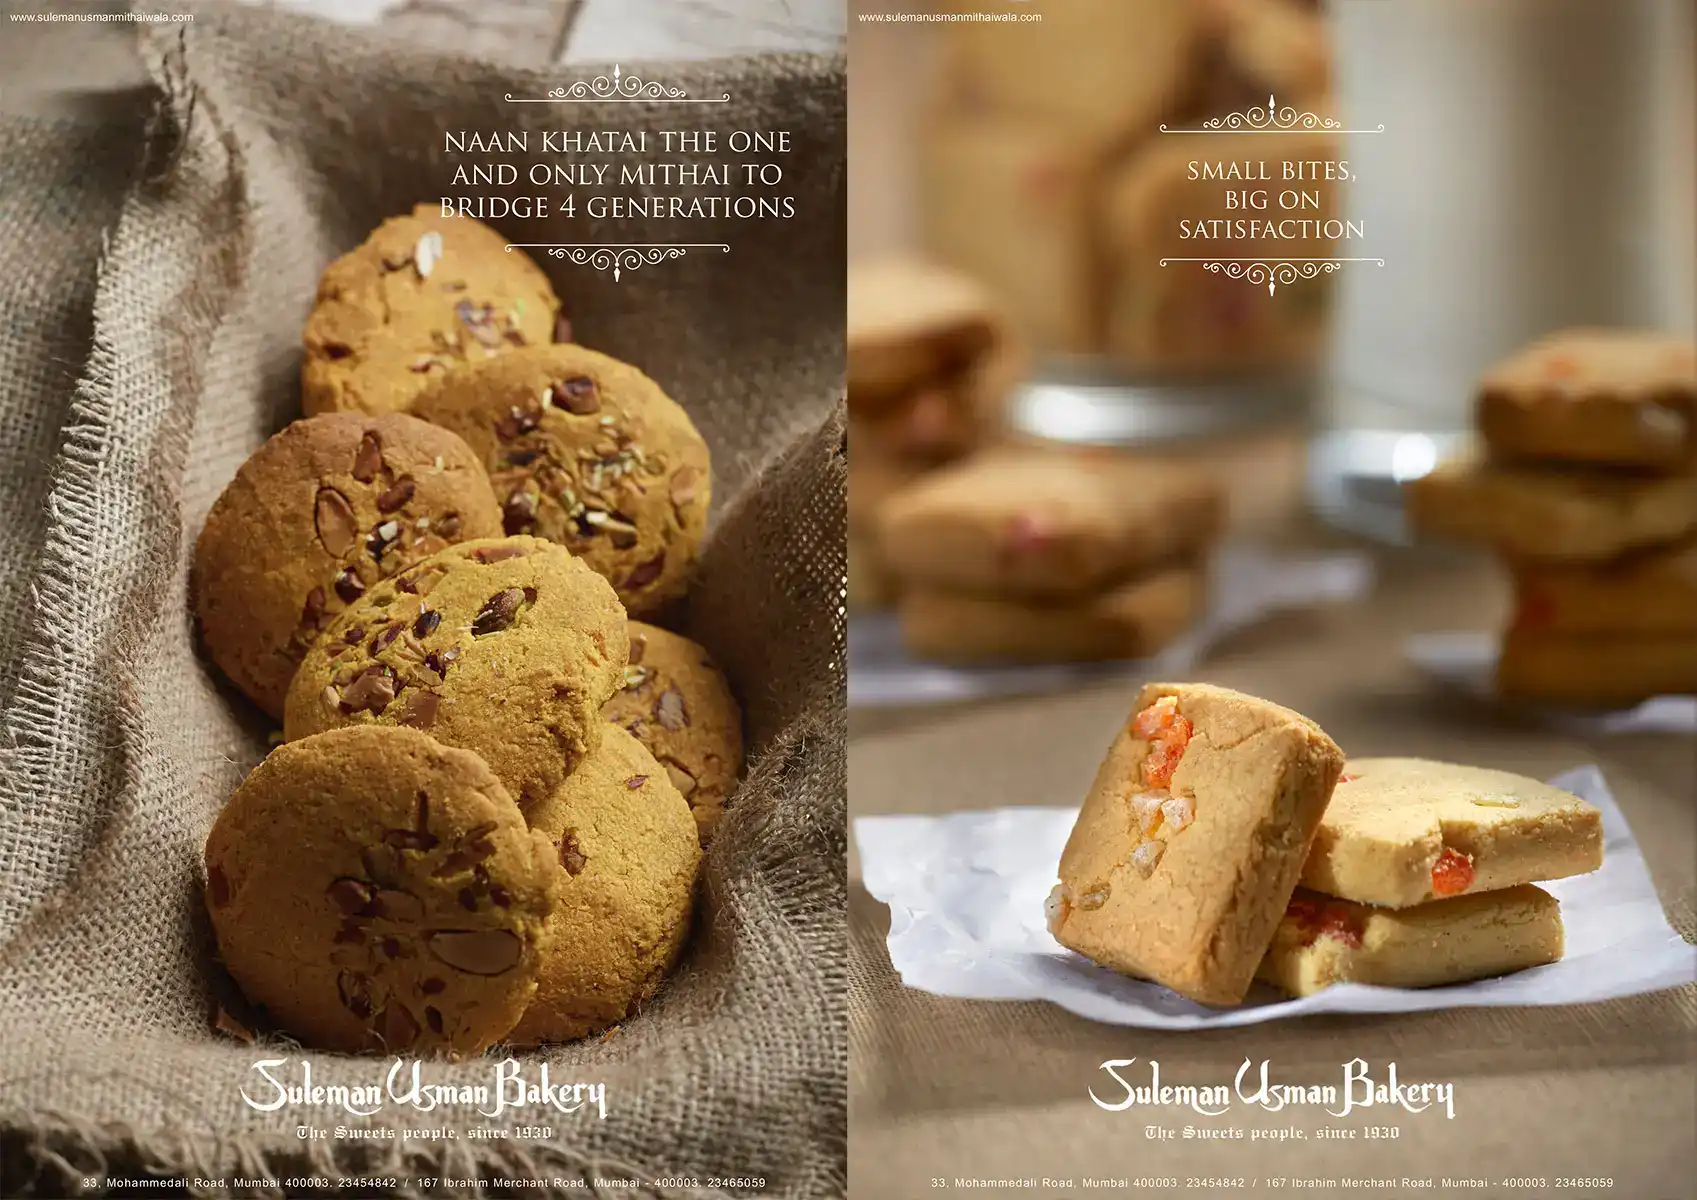 www.sulemanusmanmithaiwala.com
NAAN KHATAI THE ONE
AND ONLY MITHAI TO
BRIDGE 4 GENERATIONS
Suleman Usman Bakery
The Sweets people, since 1930
33, Mohammedali Road, Mumbai 400003. 23454842 / 167 Ibrahim Merchant Road, Mumbai - 400003. 23465059
www.sulemanusmanmithaiwala.com
SMALL BITES,
BIG ON
SATISFACTION
Suleman Usman Bakery
The Sweets people, since 1930
33, Mohammedali Road, Mumbai 400003. 23454842 / 167 Ibrahim Merchant Road, Mumbai - 400003. 23465059